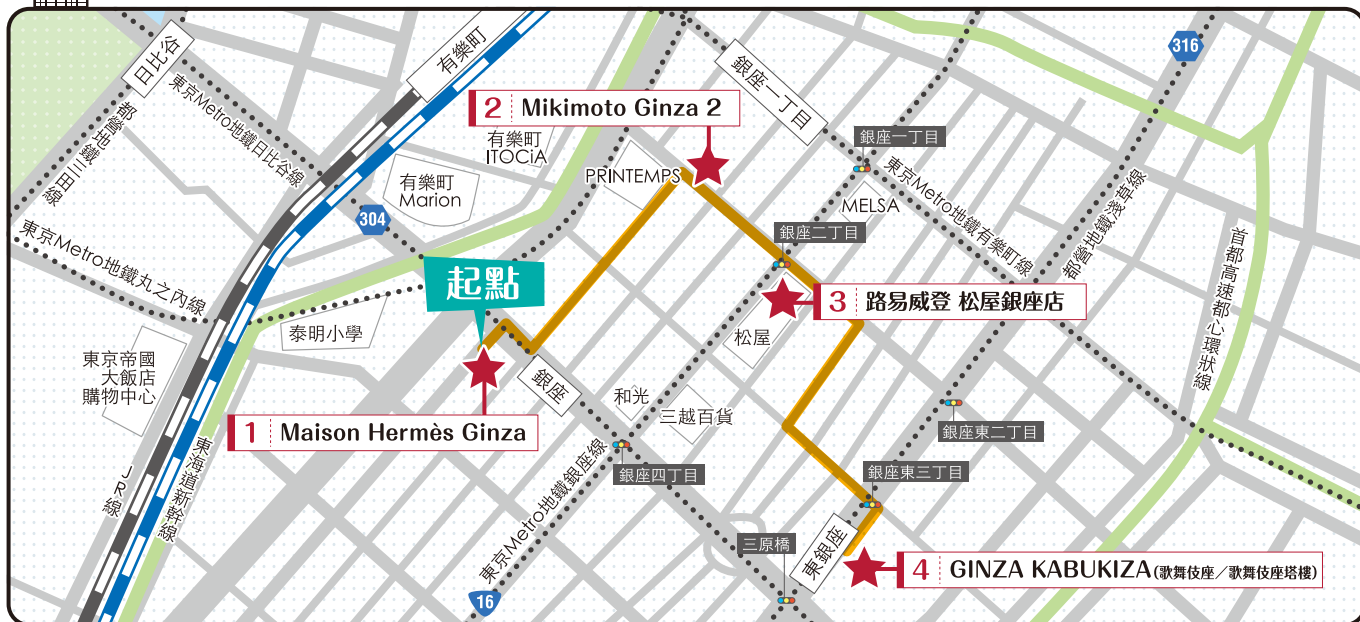 日比谷
有樂町
東京Metro地鐵日比谷線
都營地鐵三田線
2 Mikimoto Ginza 2
銀座一丁目
316
有樂町
ITOCiA
銀座一丁目
PRINTEMPS
有樂町
Marion
304
MELSA
東京Metro地鐵有樂町線
都營地鐵淺草線
首都高速都心環狀線
銀座二丁目
東京Metro地鐵丸之內線
起點
3 路易威登 松屋銀座店
泰明小學
松屋
東京帝國
大飯店
購物中心
銀座
和光
三越百貨
1 Maison Hermès Ginza
銀座東二丁目
銀座四丁目
銀座東三丁目
JR線
東海道新幹線
東京Metro地鐵銀座線
三原橋
東銀座
4 GINZA KABUKIZA(歌舞伎座／歌舞伎座塔樓)
16